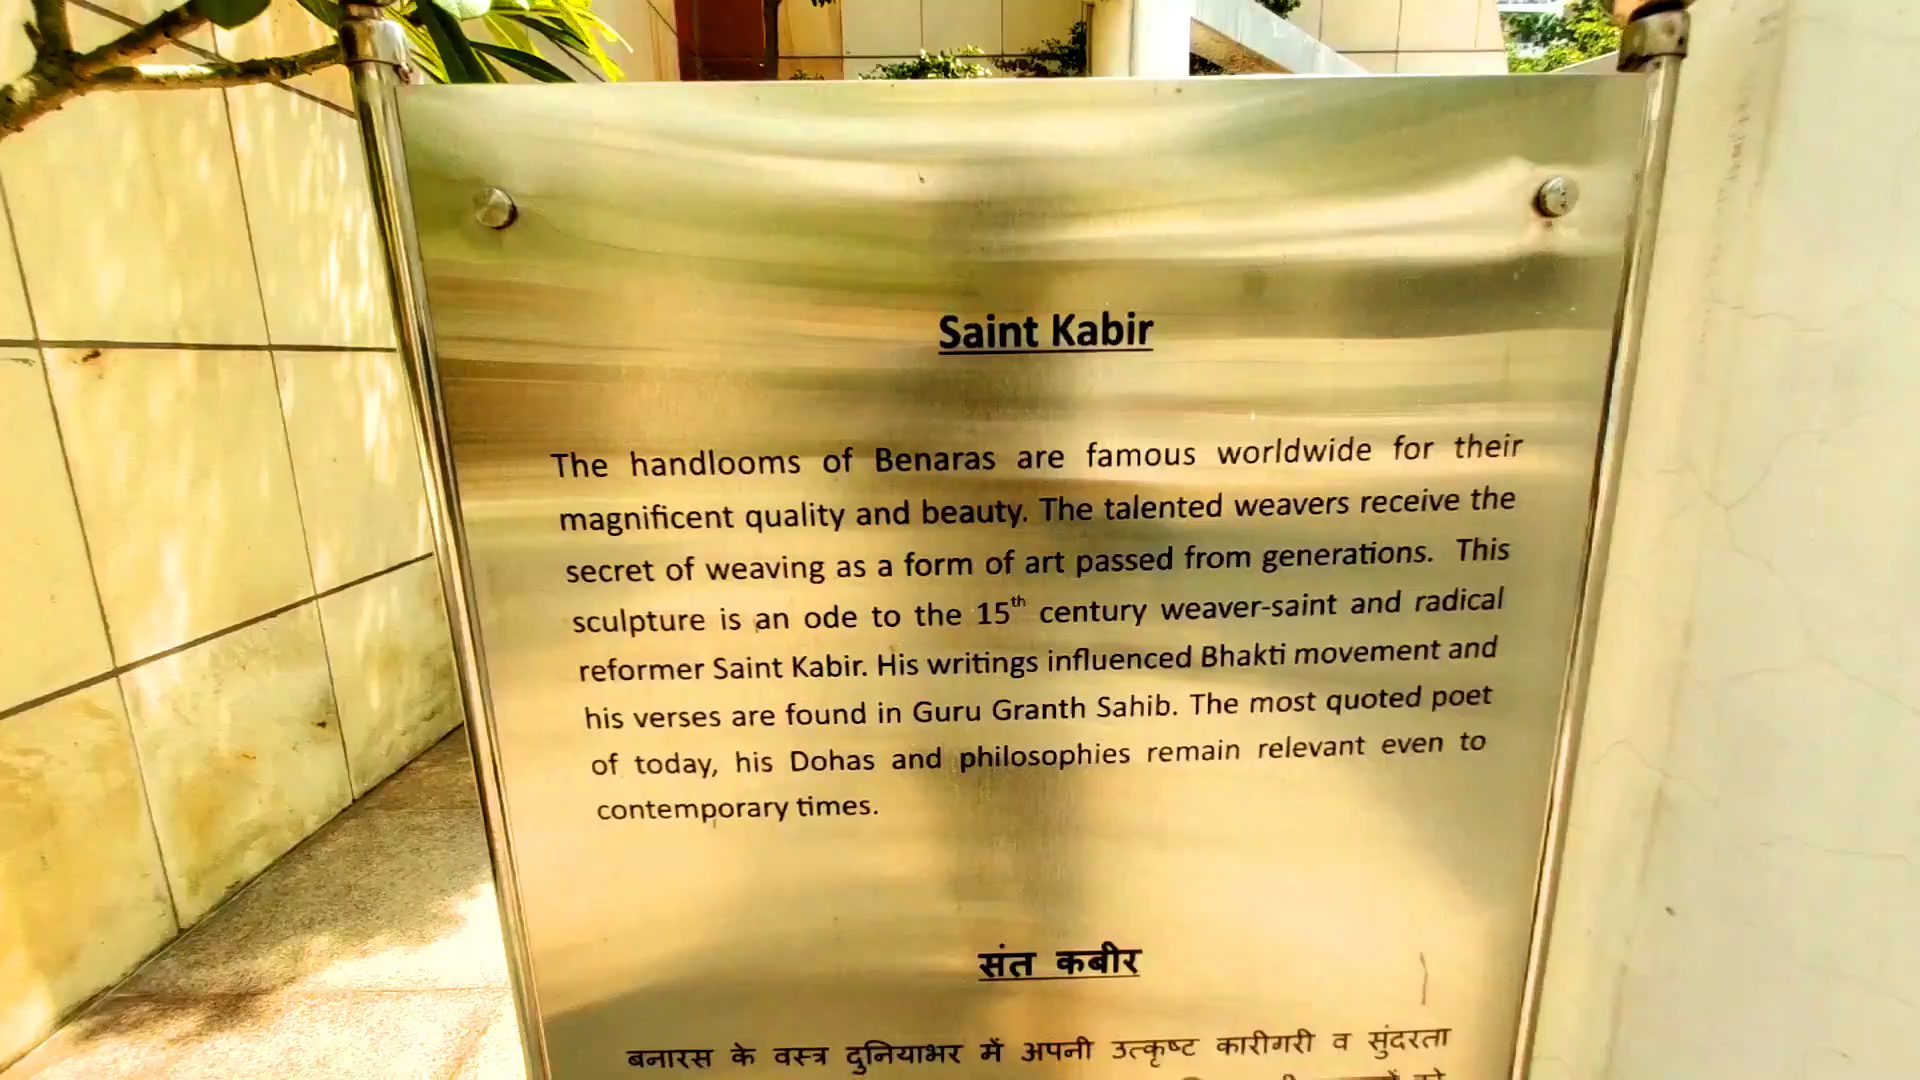 Saint Kabir
The handlooms of Benaras are famous worldwide for their
magnificent quality and beauty. The talented weavers receive the
secret of weaving as a form of art passed from generations. This
sculpture is an ode to the 15th century weaver-saint and radical
reformer Saint Kabir. His writings influenced Bhakti movement and
his verses are found in Guru Granth Sahib. The most quoted poet
of today, his Dohas and philosophies remain relevant even to
contemporary times.
संत कबीर
बनारस के वस्त्र दुनियाभर में अपनी उत्कृष्ट कारीगरी व सुंदरता